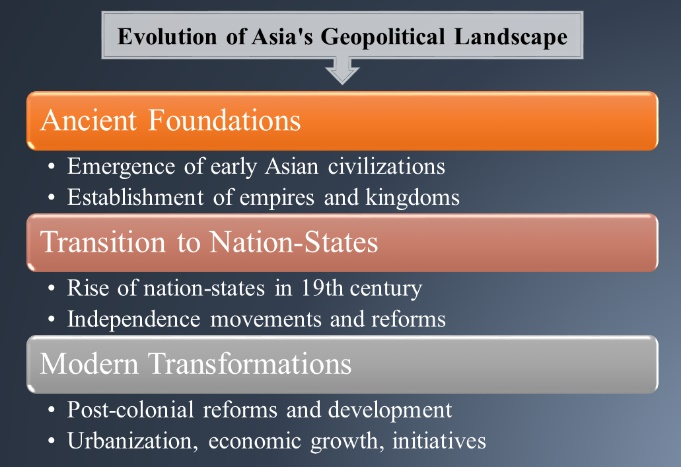 Evolution of Asia's Geopolitical Landscape
Ancient Foundations
• Emergence of early Asian civilizations
• Establishment of empires and kingdoms
Transition to Nation-States
• Rise of nation-states in 19th century
• Independence movements and reforms
Modern Transformations
• Post-colonial reforms and development
• Urbanization, economic growth, initiatives